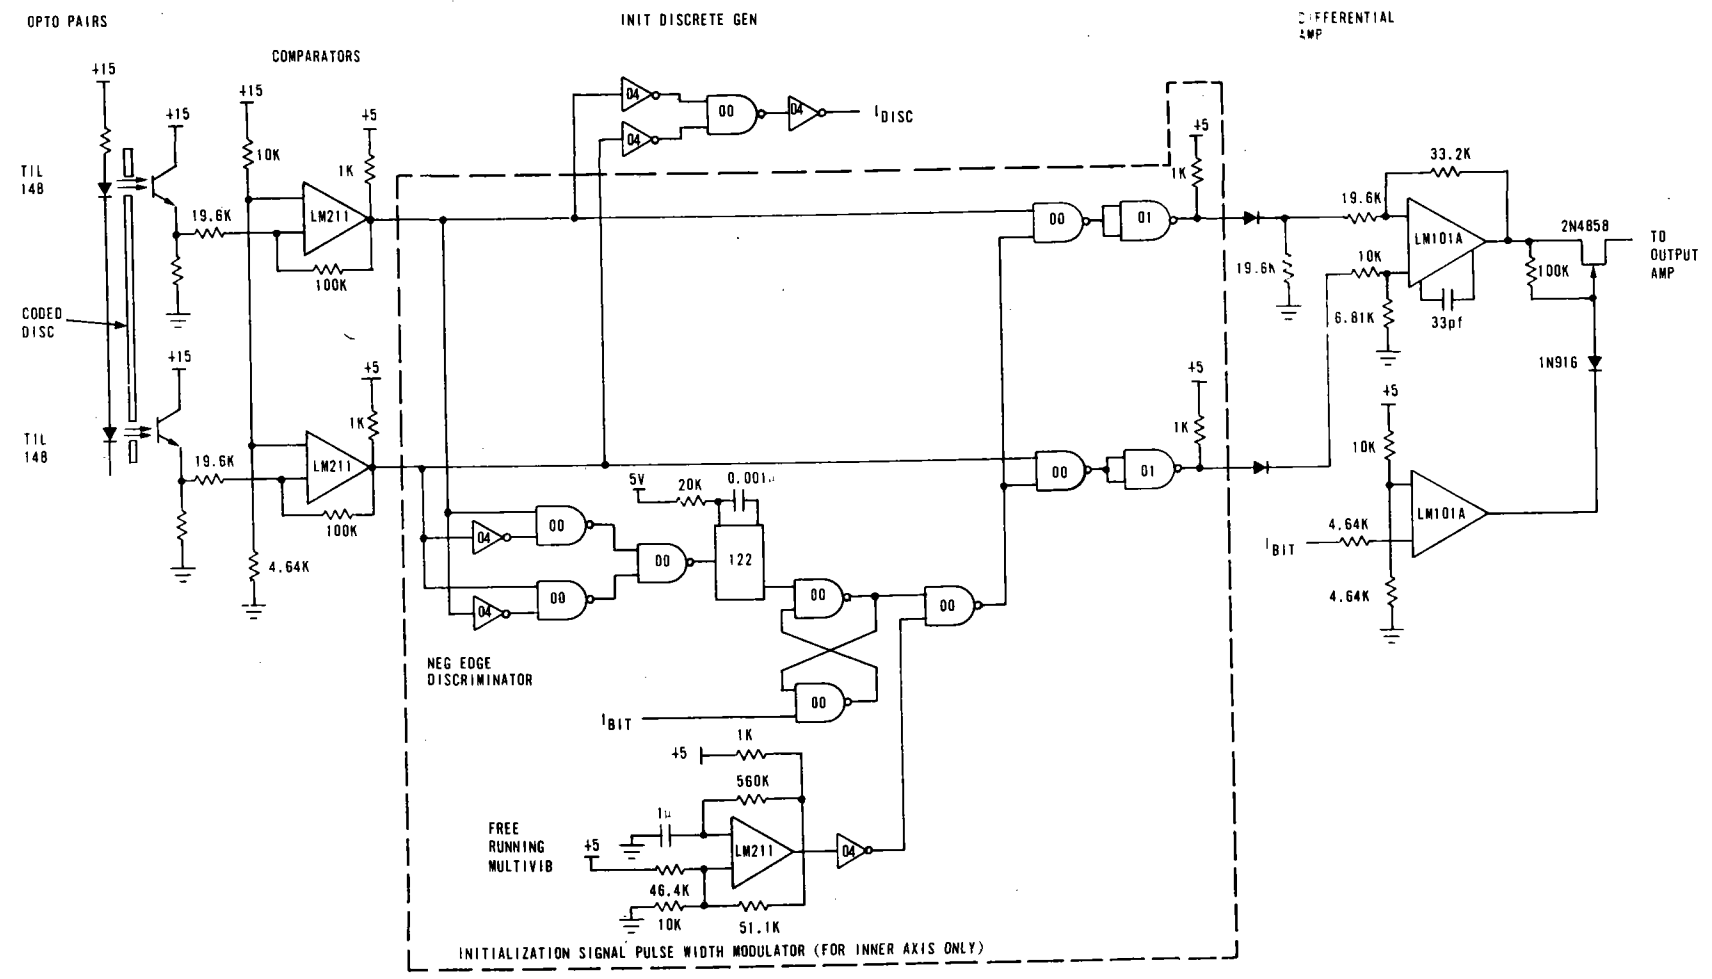 OPTO PAIRS
INIT DISCRETE GEN
DIFFERENTIAL
AMP
COMPARATORS
+15
+15
+15
+5
10K
1K
TIL
148
19.6K
LM211
100K
04
04
00
04
I DISC
+5
1K
00
01
19.6K
33.2K
19.6K
LM101A
10K
6.81K
33pf
2N4858
100K
TO
OUTPUT
AMP
CODED
DISC
+15
+5
1K
TIL
148
19.6K
LM211
100K
4.64K
5V
20K
0.001
04
00
04
00
00
122
00
00
00
+5
1K
00
01
1N916
+5
10K
LM101A
4.64K
I BIT
4.64K
NEG EDGE
DISCRIMINATOR
I BIT
+5
1K
560K
1µ
FREE
RUNNING
MULTIVIB
+5
LM211
04
46.4K
10K
51.1K
INITIALIZATION SIGNAL PULSE WIDTH MODULATOR (FOR INNER AXIS ONLY)